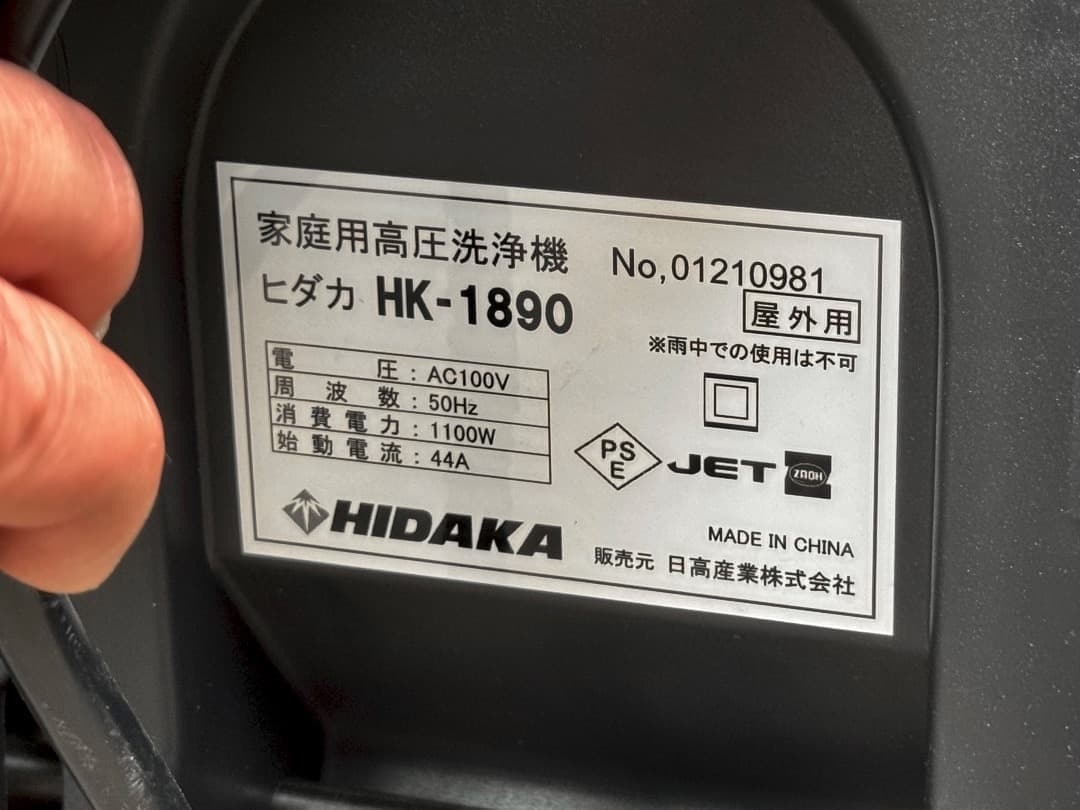 家庭用高圧洗浄機
No,01210981
ヒダカ HK-1890
屋外用
※雨中での使用は不可
電圧：AC100V
周波数：50Hz
消費電力：1100W
始動電流：44A
PS
E
JET
ZAOH
HIDAKA
MADE IN CHINA
販売元 日高産業株式会社